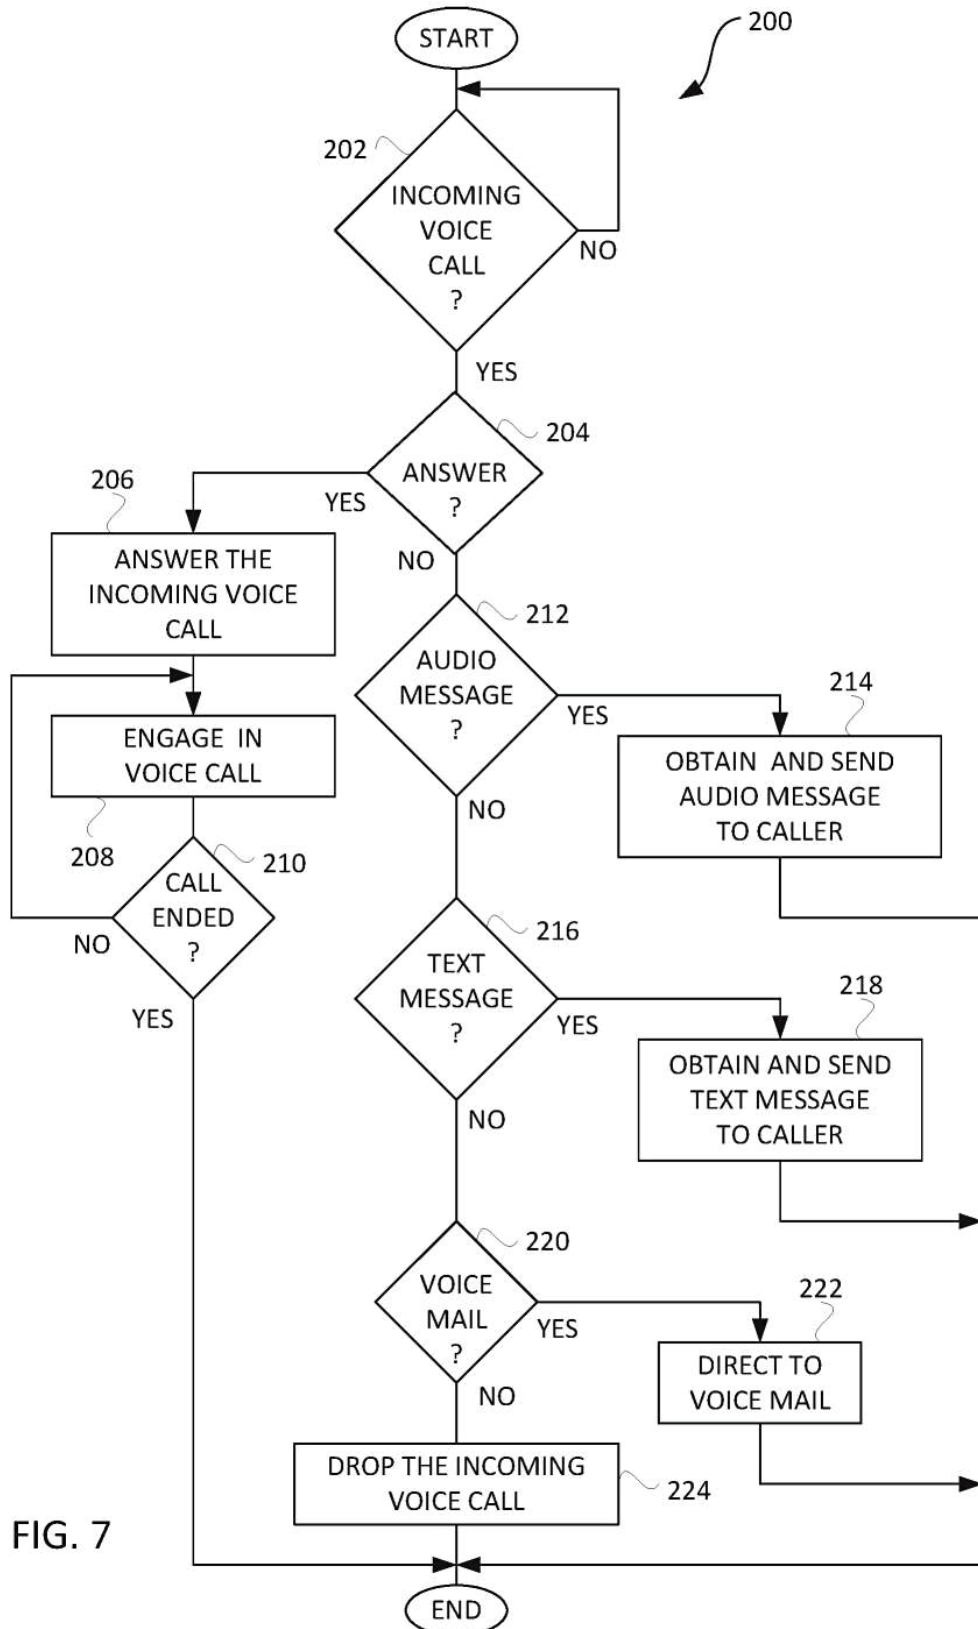 START
200
202
INCOMING
VOICE
CALL
?
NO
YES
204
ANSWER
?
YES
NO
206
ANSWER THE
INCOMING VOICE
CALL
212
AUDIO
MESSAGE
?
YES
NO
214
OBTAIN AND SEND
AUDIO MESSAGE
TO CALLER
ENGAGE IN
VOICE CALL
208
210
CALL
ENDED
?
NO
YES
216
TEXT
MESSAGE
?
YES
NO
218
OBTAIN AND SEND
TEXT MESSAGE
TO CALLER
220
VOICE
MAIL
?
YES
NO
222
DIRECT TO
VOICE MAIL
DROP THE INCOMING
VOICE CALL
224
FIG. 7
END